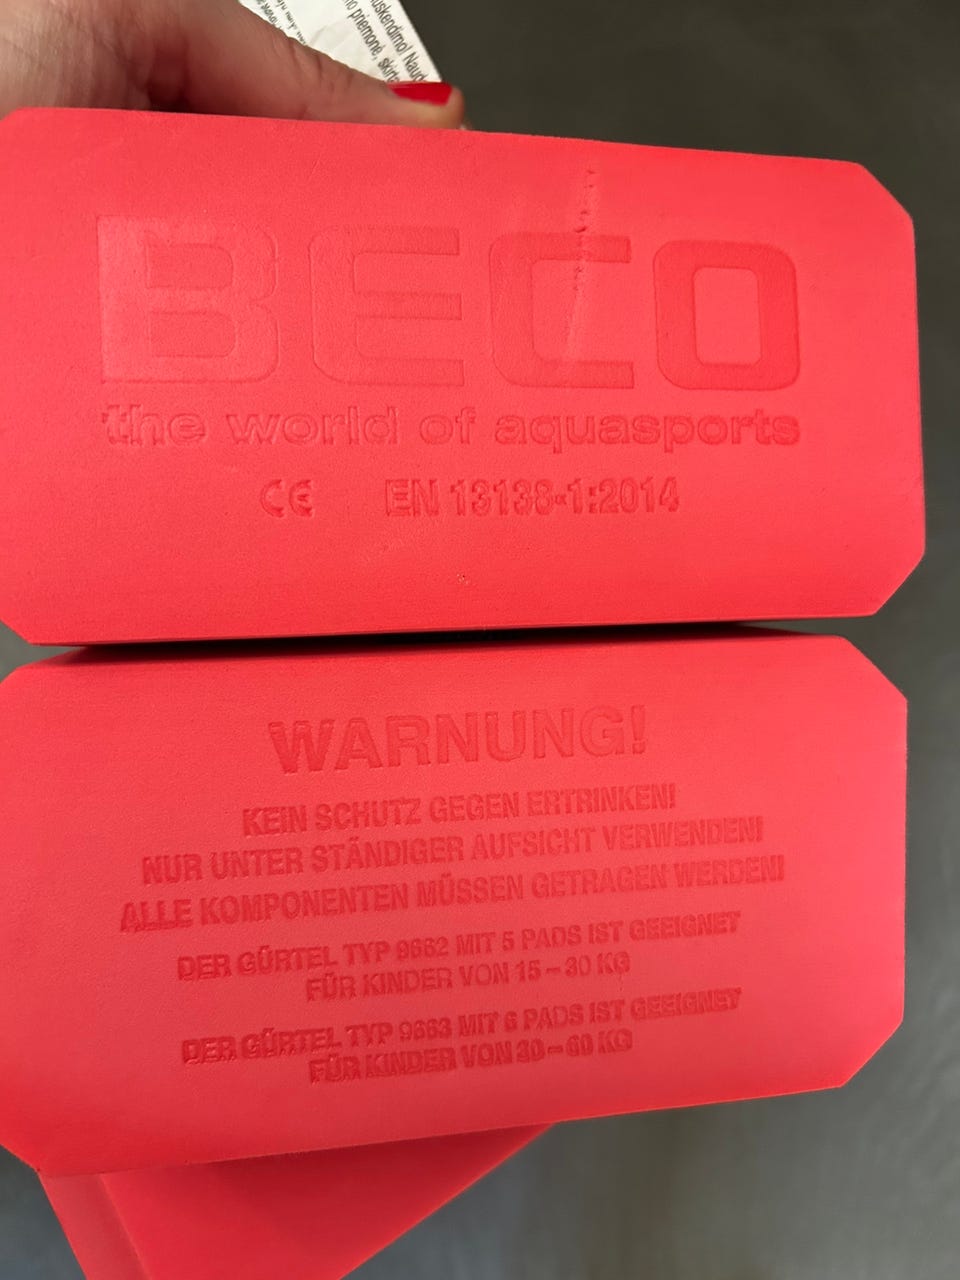 no priemonė,
BECO
the world of aquasports
CE EN 13138-1:2014
WARNUNG!
KEIN SCHUTZ GEGEN ERTRINKEN!
NUR UNTER STÄNDIGER AUFSICHT VERWENDEN!
ALLE KOMPONENTEN MÜSSEN GETRAGEN WERDEN!
DER GÜRTEL TYP 9662 MIT 5 PADS IST GEEIGNET
FÜR KINDER VON 15 – 30 KG
DER GÜRTEL TYP 9663 MIT 6 PADS IST GEEIGNET
FÜR KINDER VON 30 – 60 KG